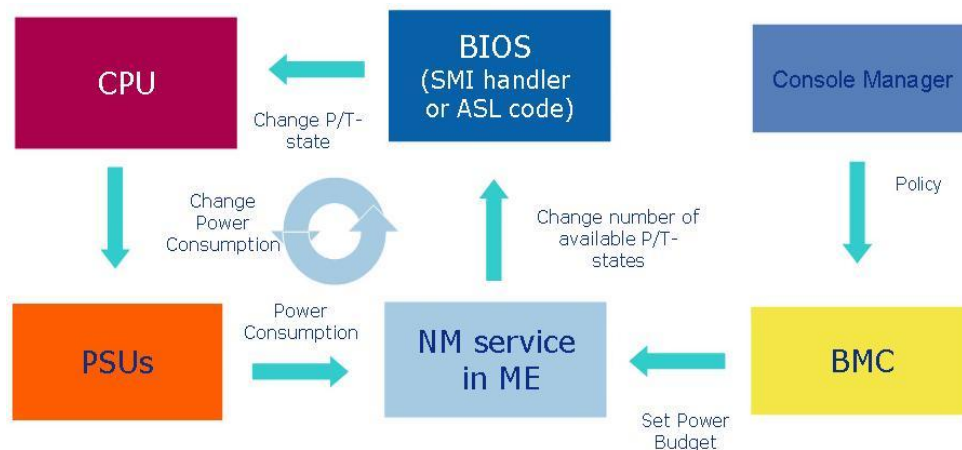 CPU
BIOS
(SMI handler
or ASL code)
Console Manager
Change P/T-
state
Policy
Change
Power
Consumption
Change number of
available P/T-
states
Power
Consumption
PSUs
NM service
in ME
BMC
Set Power
Budget